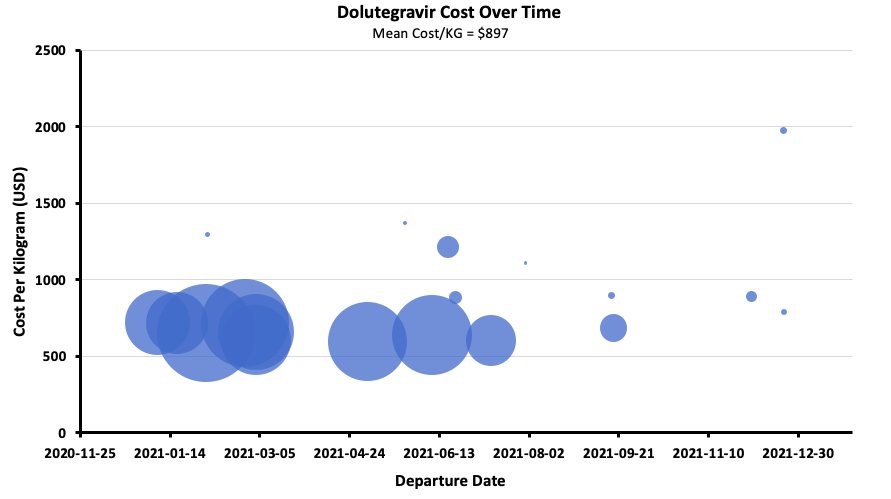 Dolutegravir Cost Over Time
Mean Cost/KG = $897
2500
2000
1500
1000
500
0
Cost Per Kilogram (USD)
2020-11-25 2021-01-14 2021-03-05 2021-04-24 2021-06-13 2021-08-02 2021-09-21 2021-11-10 2021-12-30
Departure Date